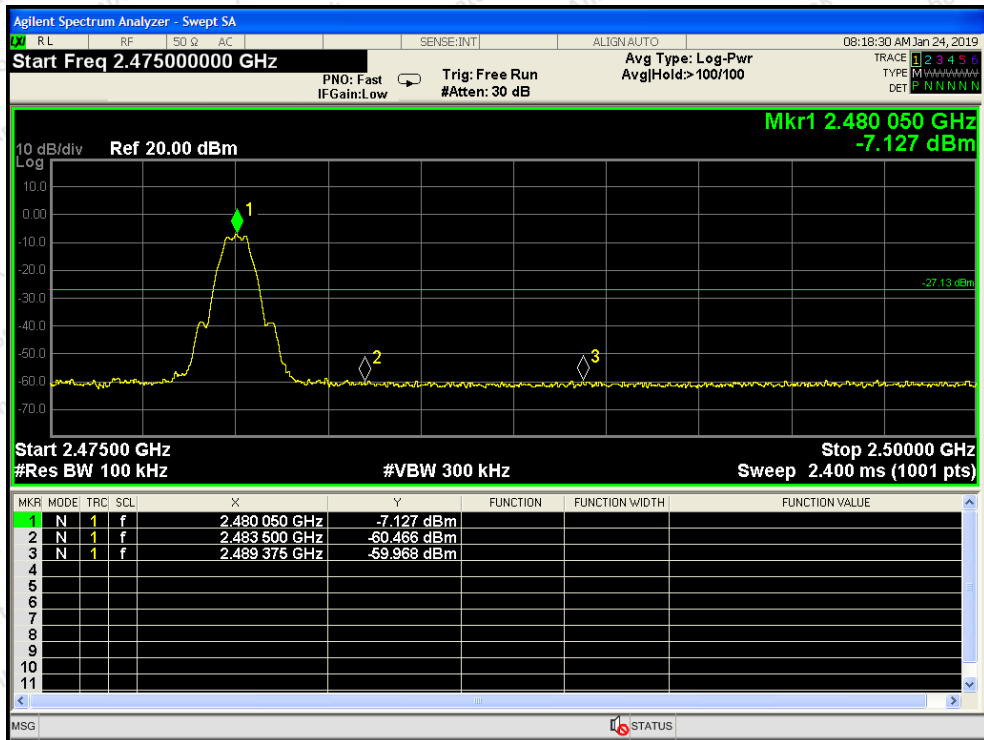 Agilent Spectrum Analyzer - Swept SA
LXI RL RF 50 Ω AC SENSE:INT ALIGN AUTO 08:18:30 AM Jan 24, 2019
Start Freq 2.475000000 GHz
PNO: Fast
IFGain:Low
Trig: Free Run
#Atten: 30 dB
Avg Type: Log-Pwr
Avg|Hold:>100/100
TRACE 1 2 3 4 5 6
TYPE M
DET P N N N N N
Mkr1 2.480 050 GHz
-7.127 dBm
10 dB/div Ref 20.00 dBm
Log
10.0
0.00
-10.0
-20.0
-30.0
-40.0
-50.0
-60.0
-70.0
1
2
3
-27.13 dBm
Start 2.47500 GHz Stop 2.50000 GHz
#Res BW 100 kHz #VBW 300 kHz Sweep 2.400 ms (1001 pts)
MKR MODE TRC SCL X Y FUNCTION FUNCTION WIDTH FUNCTION VALUE
1 N 1 f 2.480 050 GHz -7.127 dBm
2 N 1 f 2.483 500 GHz -60.466 dBm
3 N 1 f 2.489 375 GHz -59.968 dBm
4
5
6
7
8
9
10
11
MSG STATUS